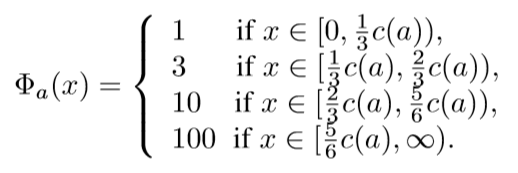 Φ_a(x) = { 1 if x ∈ [0, 1/3 c(a)),
3 if x ∈ [1/3 c(a), 2/3 c(a)),
10 if x ∈ [2/3 c(a), 5/6 c(a)),
100 if x ∈ [5/6 c(a), ∞).